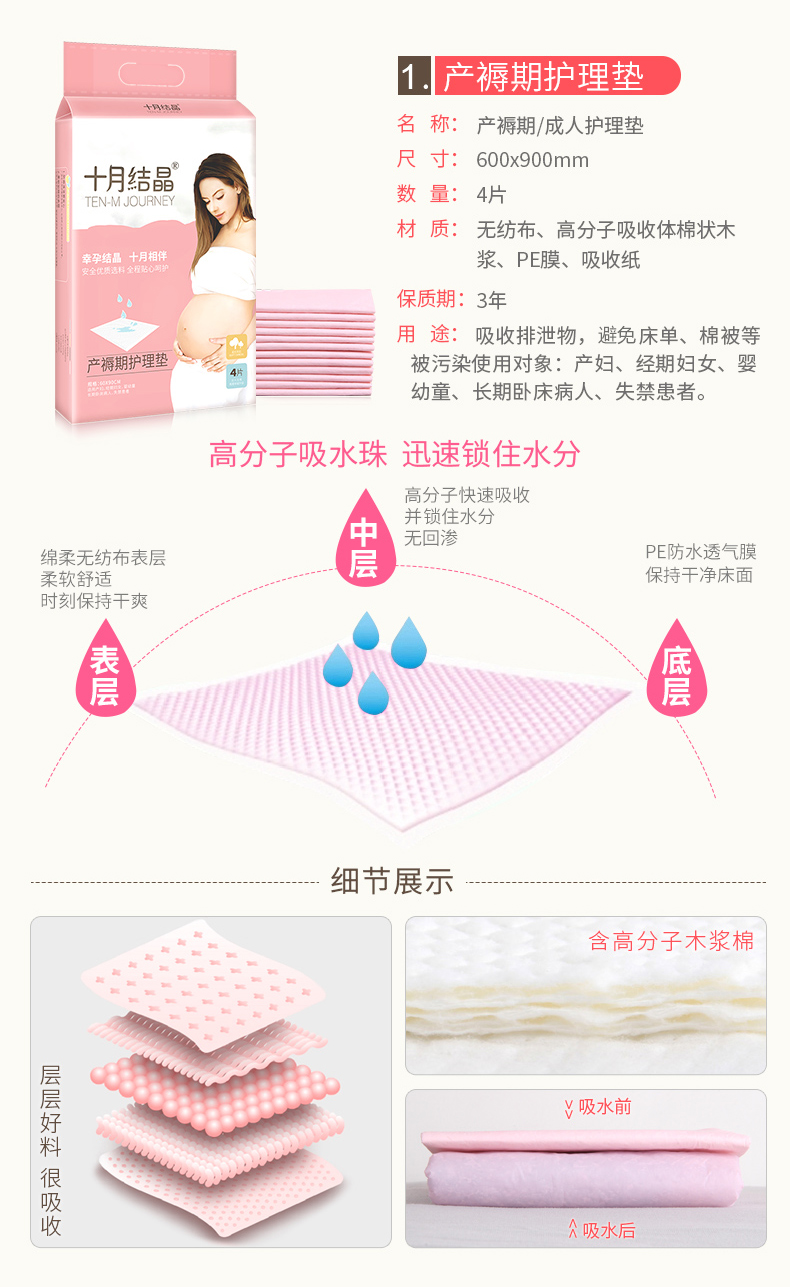 十月结晶
十月结晶®
TEN-M JOURNEY
幸孕结晶 十月相伴
安全优质选料 全程贴心呵护
产褥期护理垫
4片
1. 产褥期护理垫
名 称： 产褥期/成人护理垫
尺 寸： 600x900mm
数 量： 4片
材 质： 无纺布、高分子吸收体棉状木
浆、PE膜、吸收纸
保质期： 3年
用 途： 吸收排泄物，避免床单、棉被等
被污染使用对象：产妇、经期妇女、婴
幼童、长期卧床病人、失禁患者。
高分子吸水珠 迅速锁住水分
高分子快速吸收
并锁住水分
无回渗
中
层
绵柔无纺布表层
柔软舒适
时刻保持干爽
表
层
PE防水透气膜
保持干净床面
底
层
细节展示
层层好料 很吸收
含高分子木浆棉
吸水前
吸水后